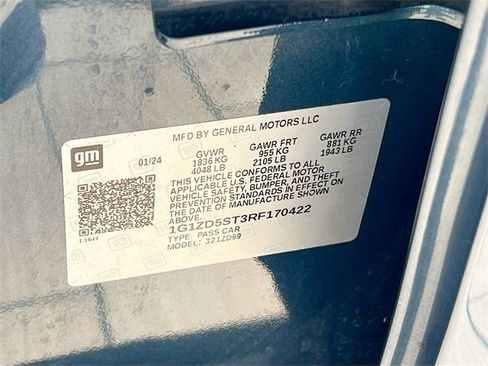 MFD BY GENERAL MOTORS LLC
gm 01/24 GVWR GAWR FRT GAWR RR
1836 KG 955 KG 881 KG
4048 LB 2105 LB 1943 LB
THIS VEHICLE CONFORMS TO ALL
APPLICABLE U.S. FEDERAL MOTOR
VEHICLE SAFETY, BUMPER, AND THEFT
PREVENTION STANDARDS IN EFFECT ON
THE DATE OF MANUFACTURE SHOWN
ABOVE.
1G1ZD5ST3RF170422
136H TYPE: PASS CAR
MODEL: 321ZD69